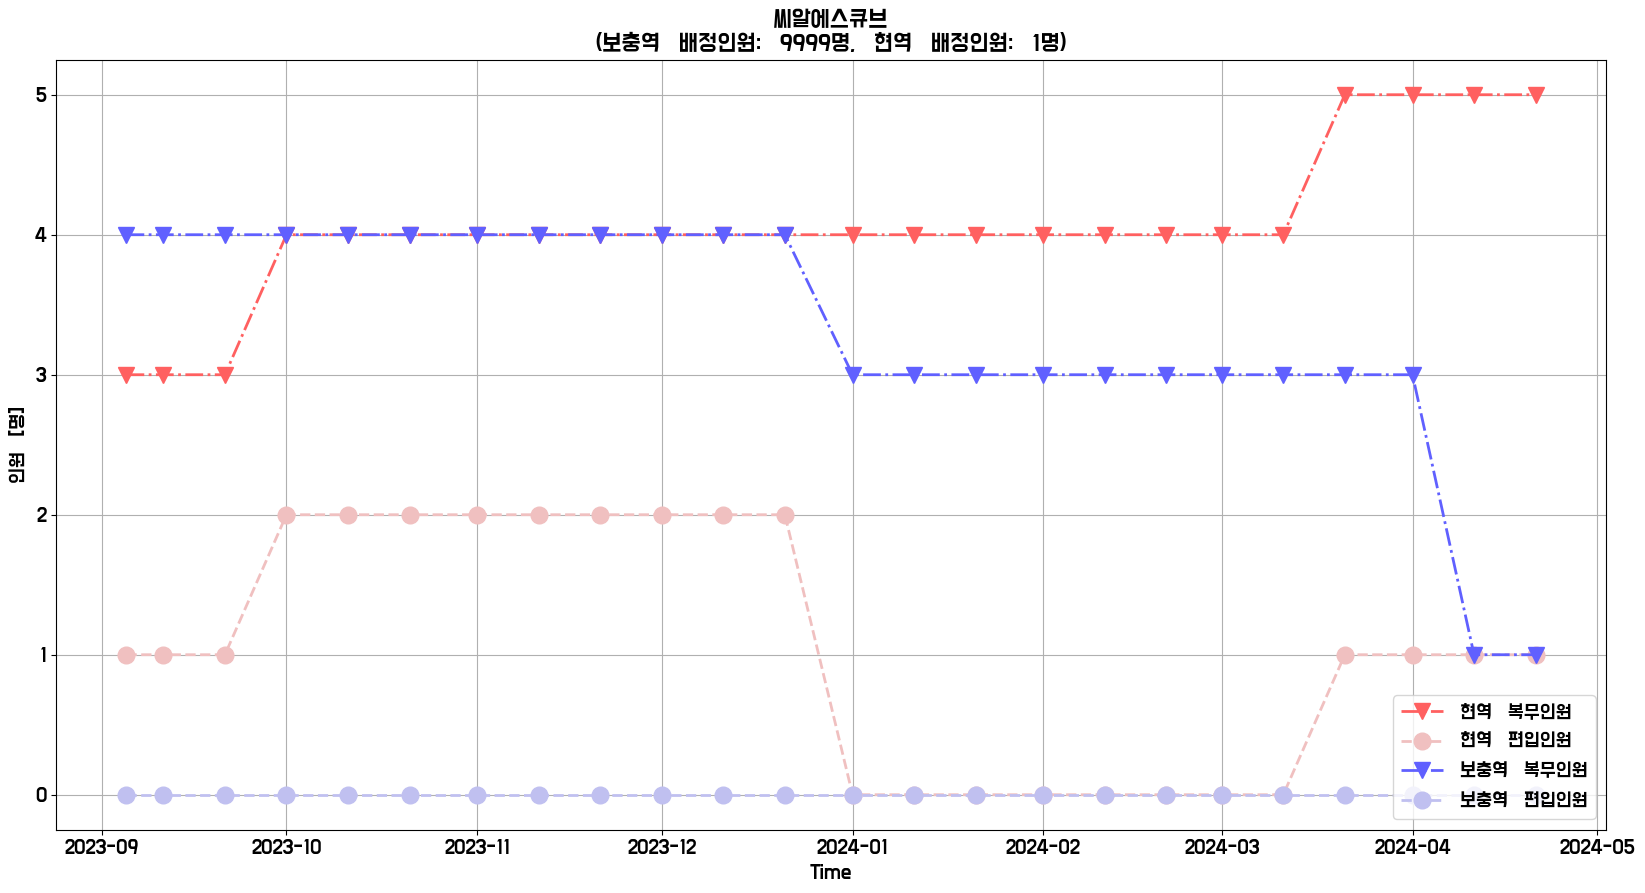 씨알에스큐브
(보충역 배정인원: 9999명, 현역 배정인원: 1명)
5
4
3
2
1
0
인원 [명]
2023-09 2023-10 2023-11 2023-12 2024-01 2024-02 2024-03 2024-04 2024-05
Time
현역 복무인원
현역 편입인원
보충역 복무인원
보충역 편입인원